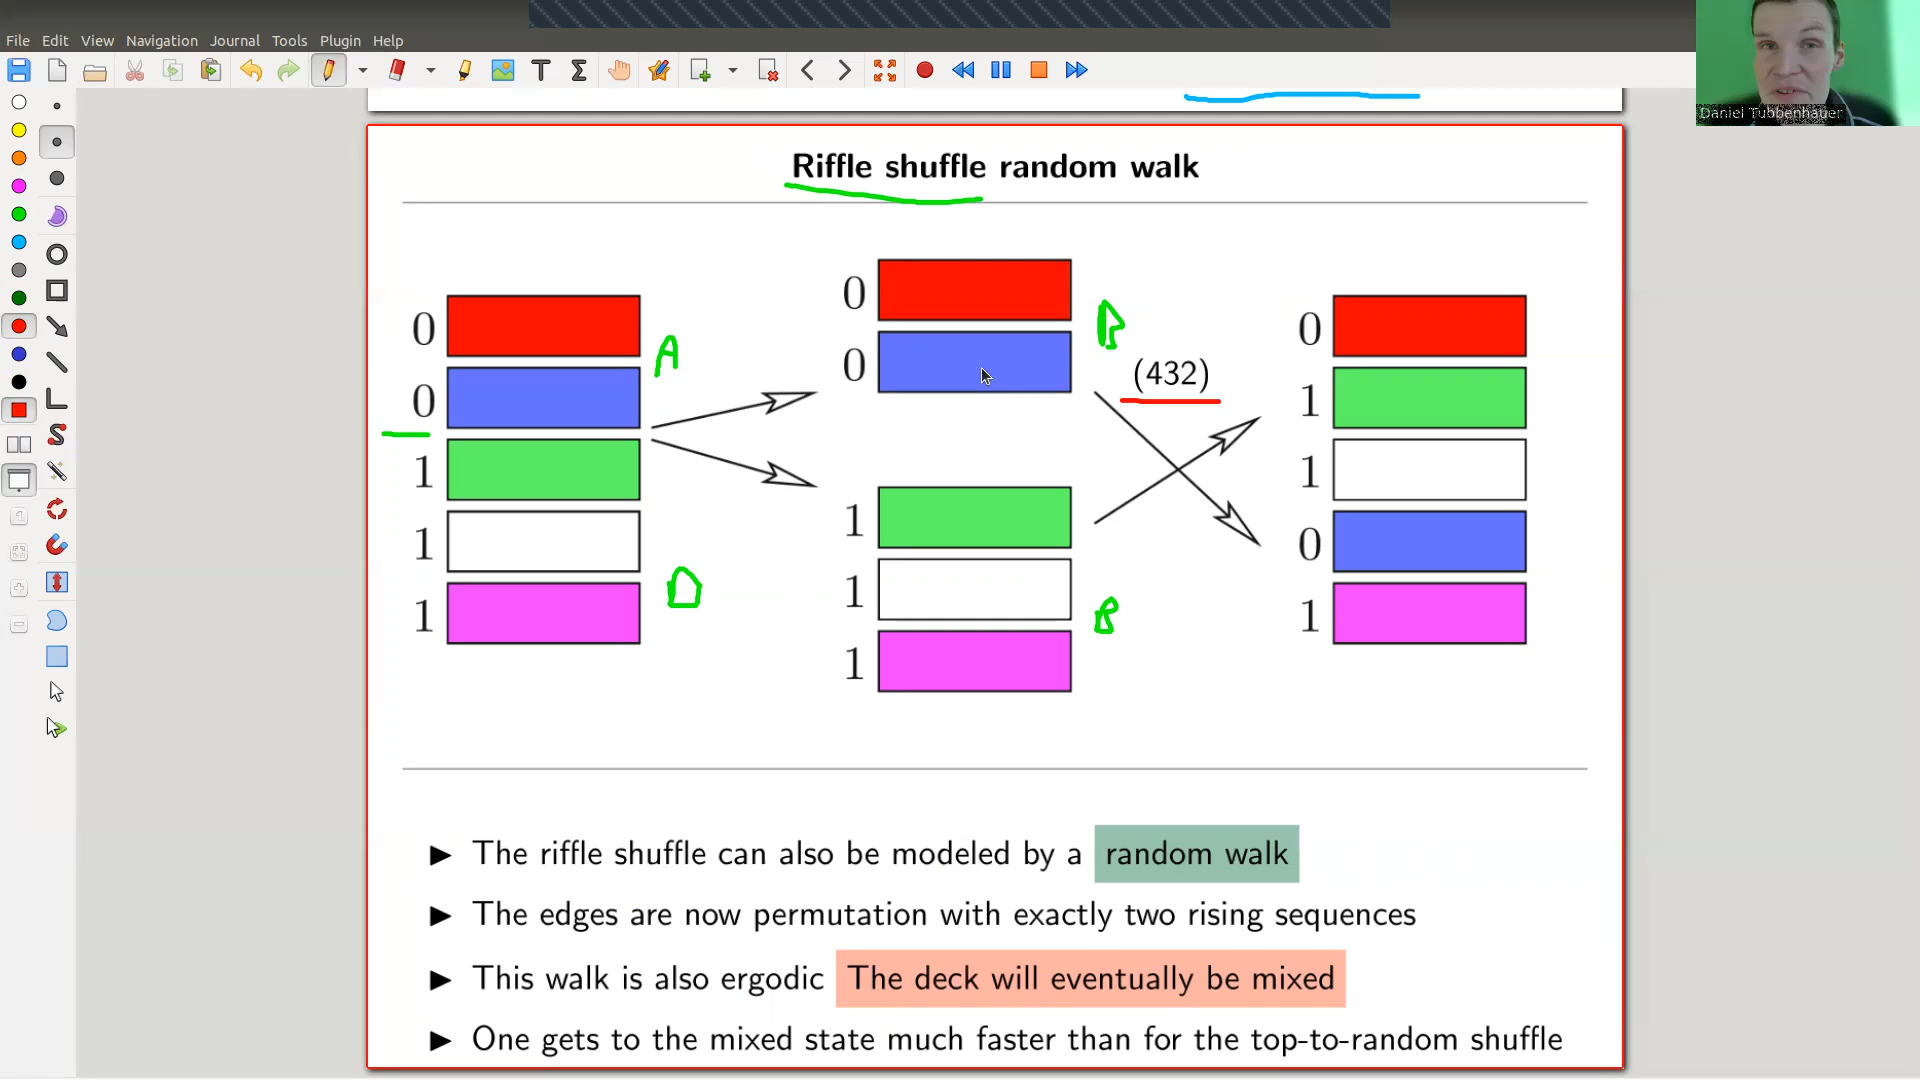 File Edit View Navigation Journal Tools Plugin Help
Daniel Tubbenhauer
Riffle shuffle random walk
0
0
1
1
1
A
D
0
0
1
1
1
B
B
(432)
0
1
1
0
1
► The riffle shuffle can also be modeled by a random walk
► The edges are now permutation with exactly two rising sequences
► This walk is also ergodic The deck will eventually be mixed
► One gets to the mixed state much faster than for the top-to-random shuffle